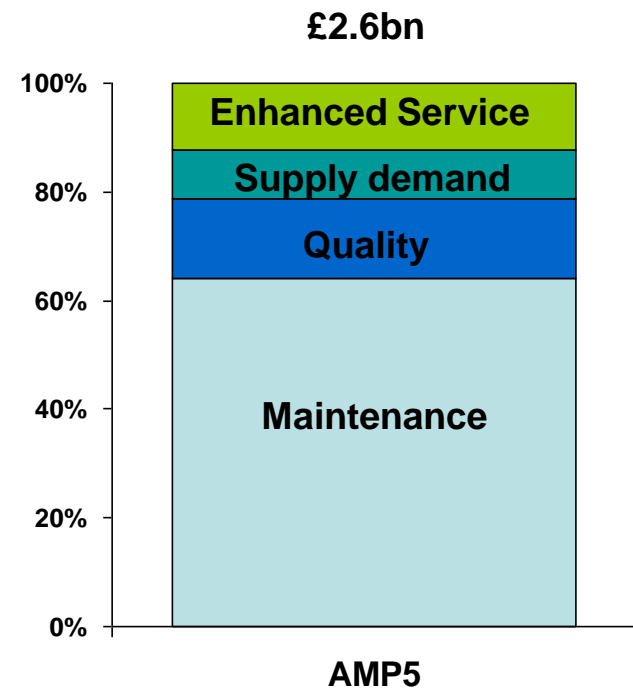 £2.6bn
100%
80%
60%
40%
20%
0%
Enhanced Service
Supply demand
Quality
Maintenance
AMP5